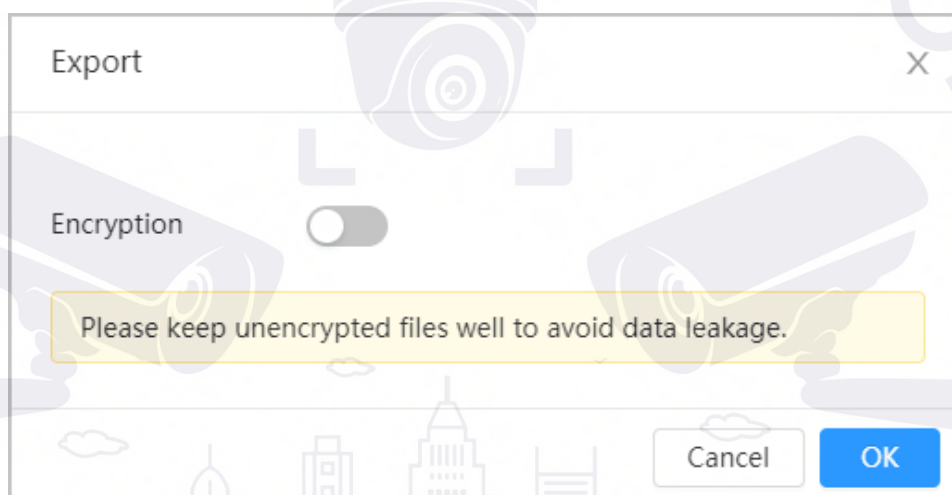 Export
X
Encryption
Please keep unencrypted files well to avoid data leakage.
Cancel
OK